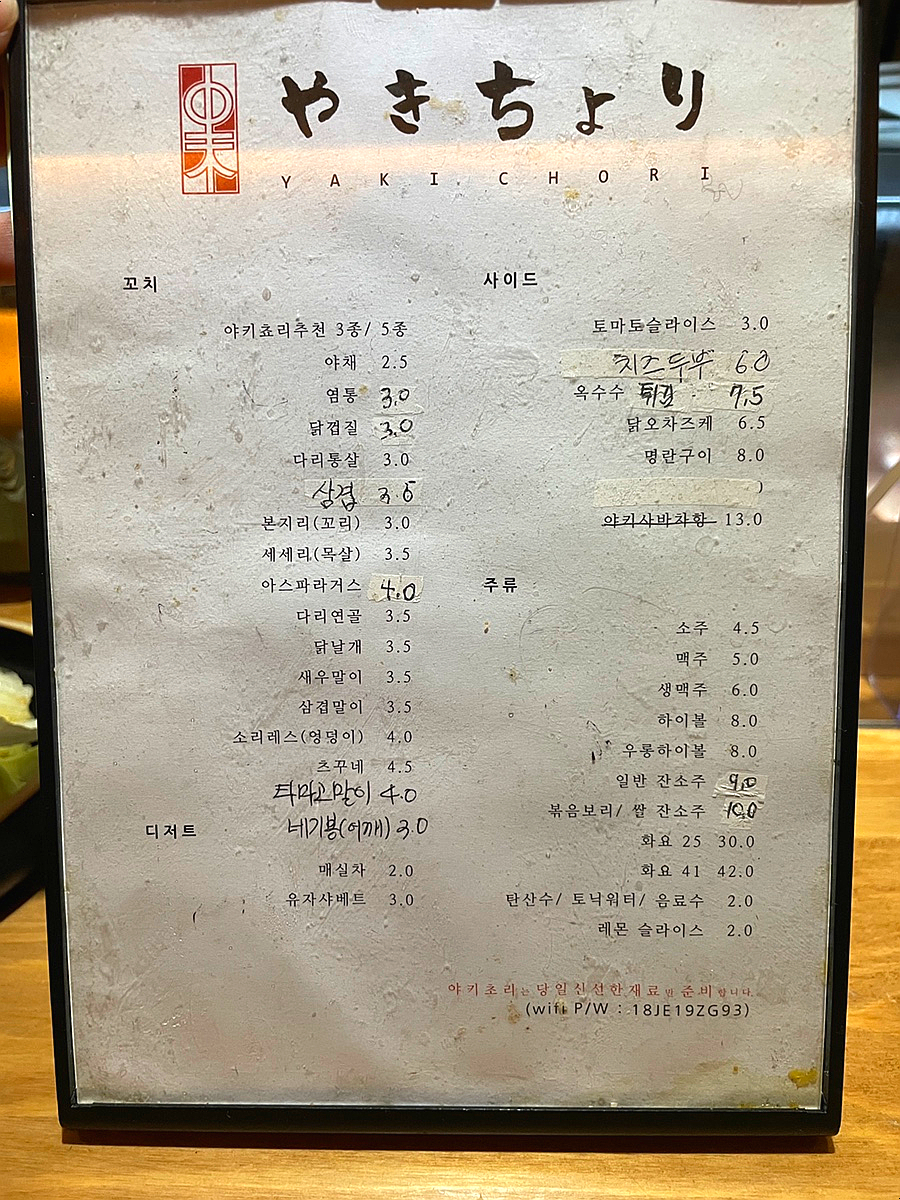 やきちょり
YAKI CHORI
꼬치
야키쵸리추천 3종/ 5종
야채 2.5
염통 3.0
닭껍질 3.0
다리통살 3.0
삼겹 3.5
본지리(꼬리) 3.0
세세리(목살) 3.5
아스파라거스 4.0
다리연골 3.5
닭날개 3.5
새우말이 3.5
삼겹말이 3.5
소리레스(엉덩이) 4.0
츠꾸네 4.5
타마고말이 4.0
네기봉(어깨) 3.0
디저트
매실차 2.0
유자샤베트 3.0
사이드
토마토슬라이스 3.0
치즈두부 6.0
옥수수 튀김 7.5
닭오차즈케 6.5
명란구이 8.0
야키사바차항 13.0
주류
소주 4.5
맥주 5.0
생맥주 6.0
하이볼 8.0
우롱하이볼 8.0
일반 잔소주 9.0
볶음보리/ 쌀 잔소주 10.0
화요 25 30.0
화요 41 42.0
탄산수/ 토닉워터/ 음료수 2.0
레몬 슬라이스 2.0
야키초리는 당일신선한재료만 준비합니다.
(wifi P/W : 18JE19ZG93)